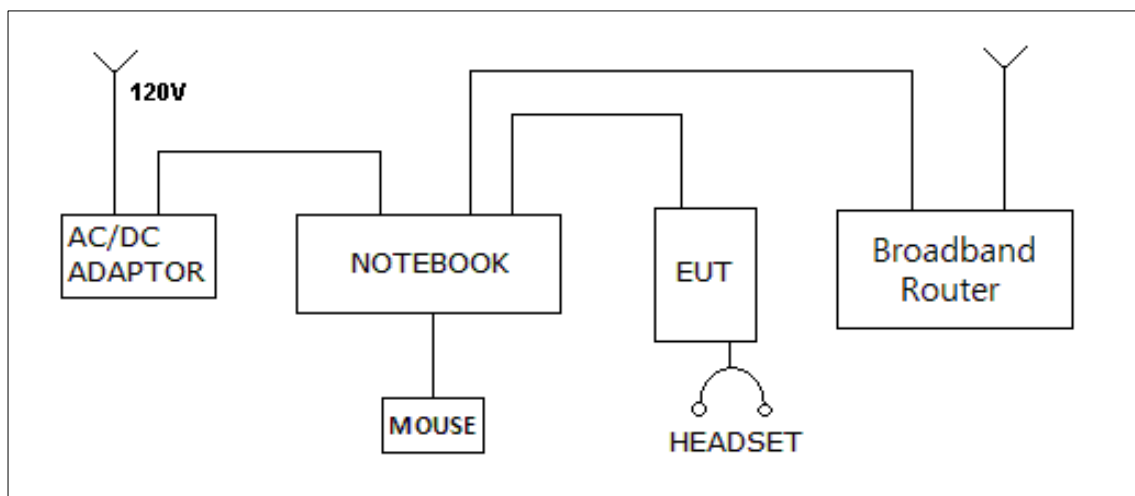 120V
AC/DC
ADAPTOR
NOTEBOOK
EUT
Broadband
Router
MOUSE
HEADSET